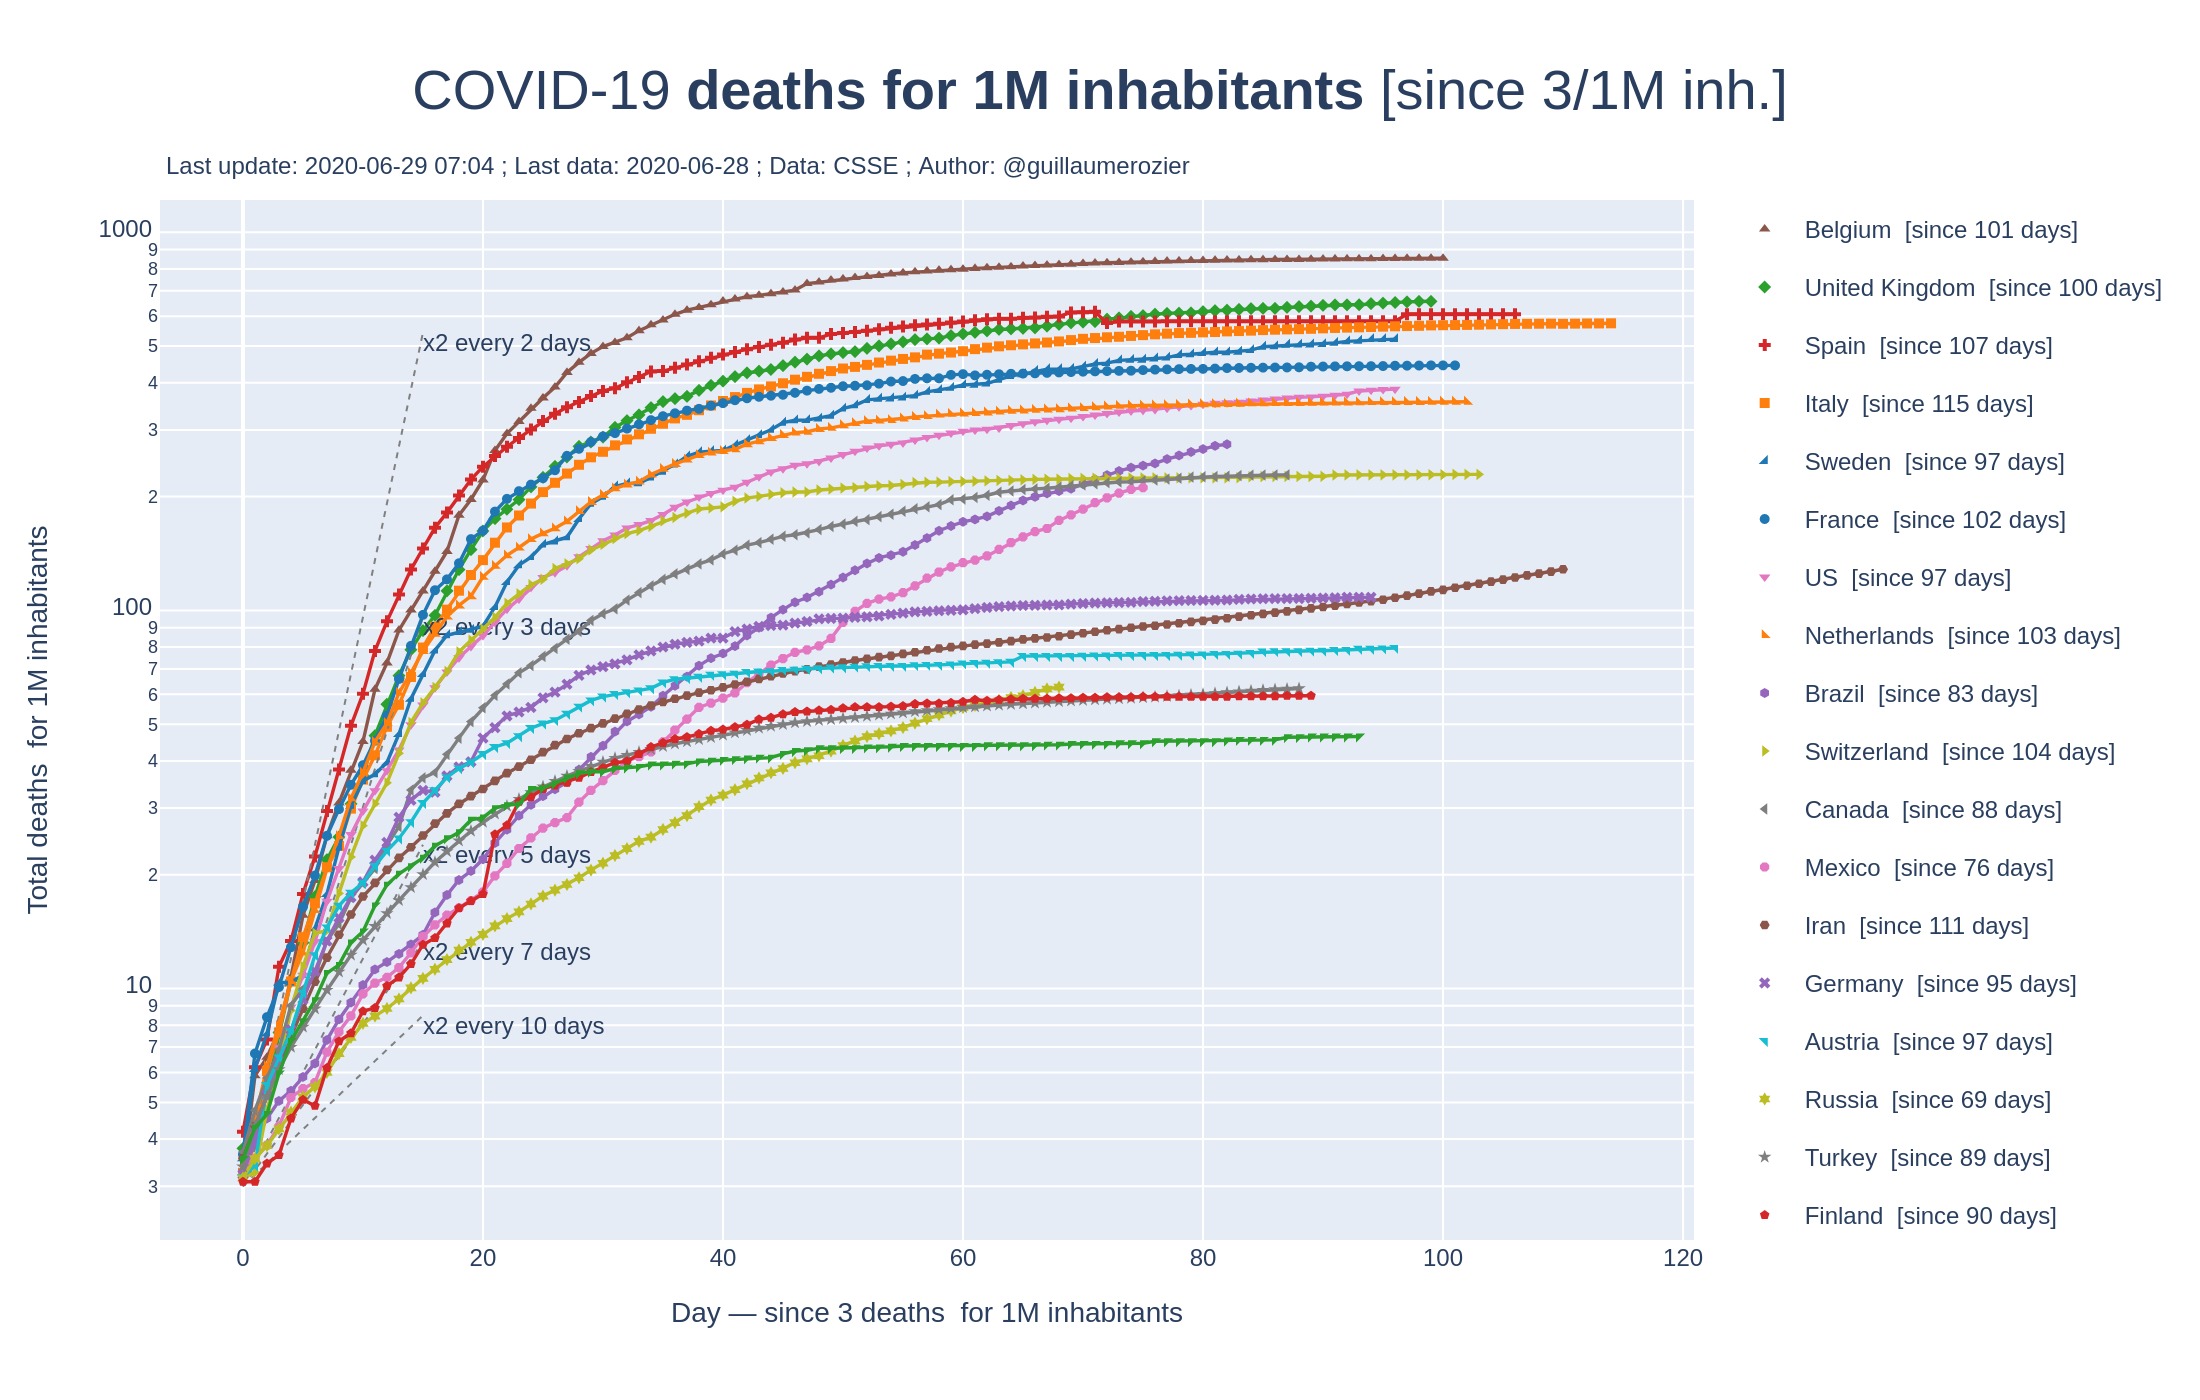 COVID-19 deaths for 1M inhabitants [since 3/1M inh.]
Last update: 2020-06-29 07:04 ; Last data: 2020-06-28 ; Data: CSSE ; Author: @guillaumerozier
Total deaths for 1M inhabitants
1000
9
8
7
6
5
4
3
2
100
9
8
7
6
5
4
3
2
10
9
8
7
6
5
4
3
x2 every 2 days
x2 every 3 days
x2 every 5 days
x2 every 7 days
x2 every 10 days
0 20 40 60 80 100 120
Day — since 3 deaths for 1M inhabitants
Belgium [since 101 days]
United Kingdom [since 100 days]
Spain [since 107 days]
Italy [since 115 days]
Sweden [since 97 days]
France [since 102 days]
US [since 97 days]
Netherlands [since 103 days]
Brazil [since 83 days]
Switzerland [since 104 days]
Canada [since 88 days]
Mexico [since 76 days]
Iran [since 111 days]
Germany [since 95 days]
Austria [since 97 days]
Russia [since 69 days]
Turkey [since 89 days]
Finland [since 90 days]